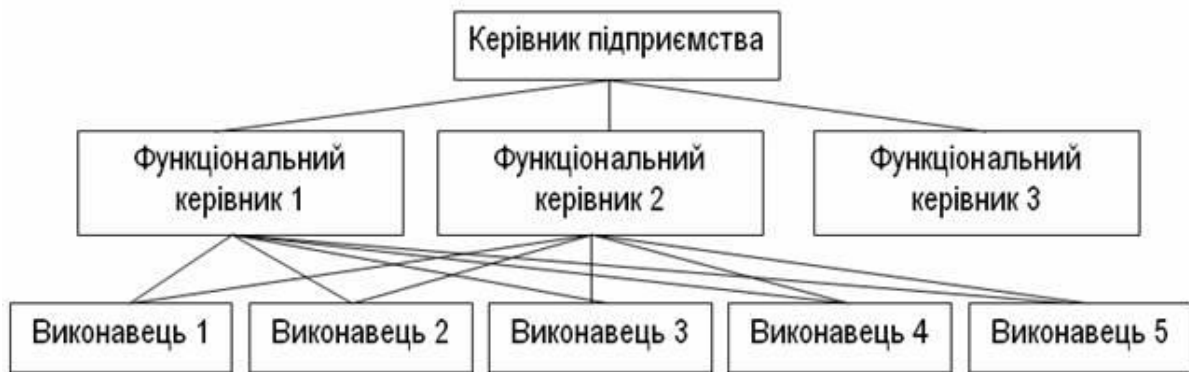 Керівник підприємства
Функціональний
керівник 1
Функціональний
керівник 2
Функціональний
керівник 3
Виконавець 1
Виконавець 2
Виконавець 3
Виконавець 4
Виконавець 5